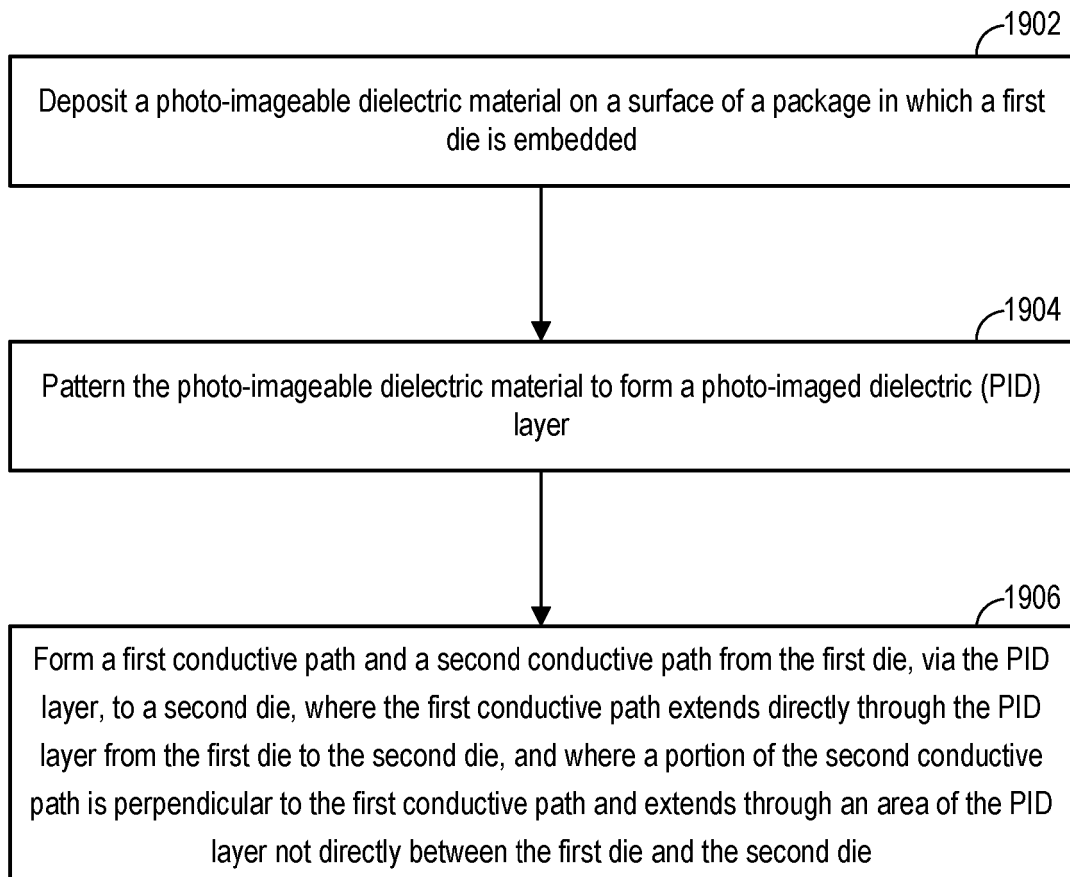 1902
Deposit a photo-imageable dielectric material on a surface of a package in which a first
die is embedded
1904
Pattern the photo-imageable dielectric material to form a photo-imaged dielectric (PID)
layer
1906
Form a first conductive path and a second conductive path from the first die, via the PID
layer, to a second die, where the first conductive path extends directly through the PID
layer from the first die to the second die, and where a portion of the second conductive
path is perpendicular to the first conductive path and extends through an area of the PID
layer not directly between the first die and the second die